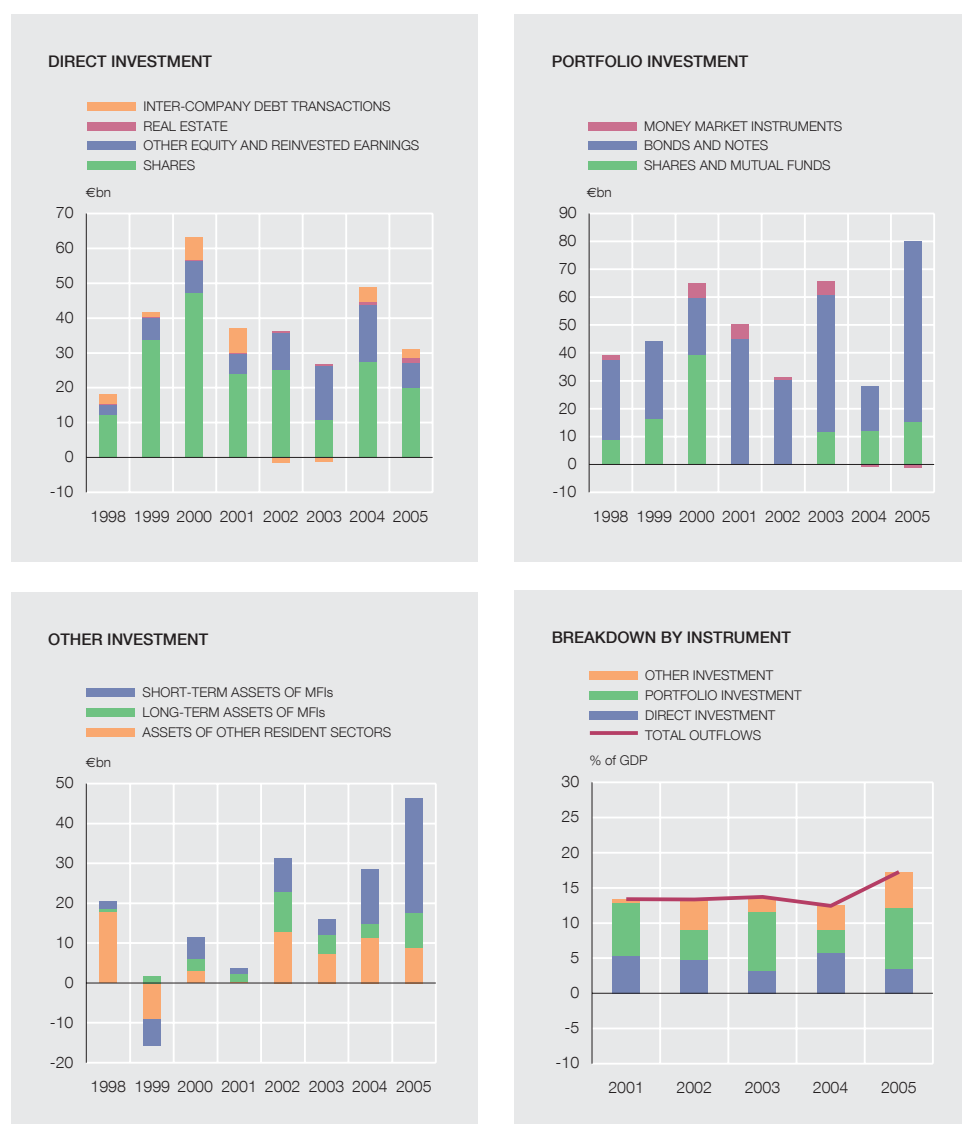 DIRECT INVESTMENT
INTER-COMPANY DEBT TRANSACTIONS
REAL ESTATE
OTHER EQUITY AND REINVESTED EARNINGS
SHARES
€bn
70
60
50
40
30
20
10
0
-10
1998 1999 2000 2001 2002 2003 2004 2005
PORTFOLIO INVESTMENT
MONEY MARKET INSTRUMENTS
BONDS AND NOTES
SHARES AND MUTUAL FUNDS
€bn
90
80
70
60
50
40
30
20
10
0
-10
1998 1999 2000 2001 2002 2003 2004 2005
OTHER INVESTMENT
SHORT-TERM ASSETS OF MFIs
LONG-TERM ASSETS OF MFIs
ASSETS OF OTHER RESIDENT SECTORS
€bn
50
40
30
20
10
0
-10
-20
1998 1999 2000 2001 2002 2003 2004 2005
BREAKDOWN BY INSTRUMENT
OTHER INVESTMENT
PORTFOLIO INVESTMENT
DIRECT INVESTMENT
TOTAL OUTFLOWS
% of GDP
30
25
20
15
10
5
0
-5
-10
2001 2002 2003 2004 2005